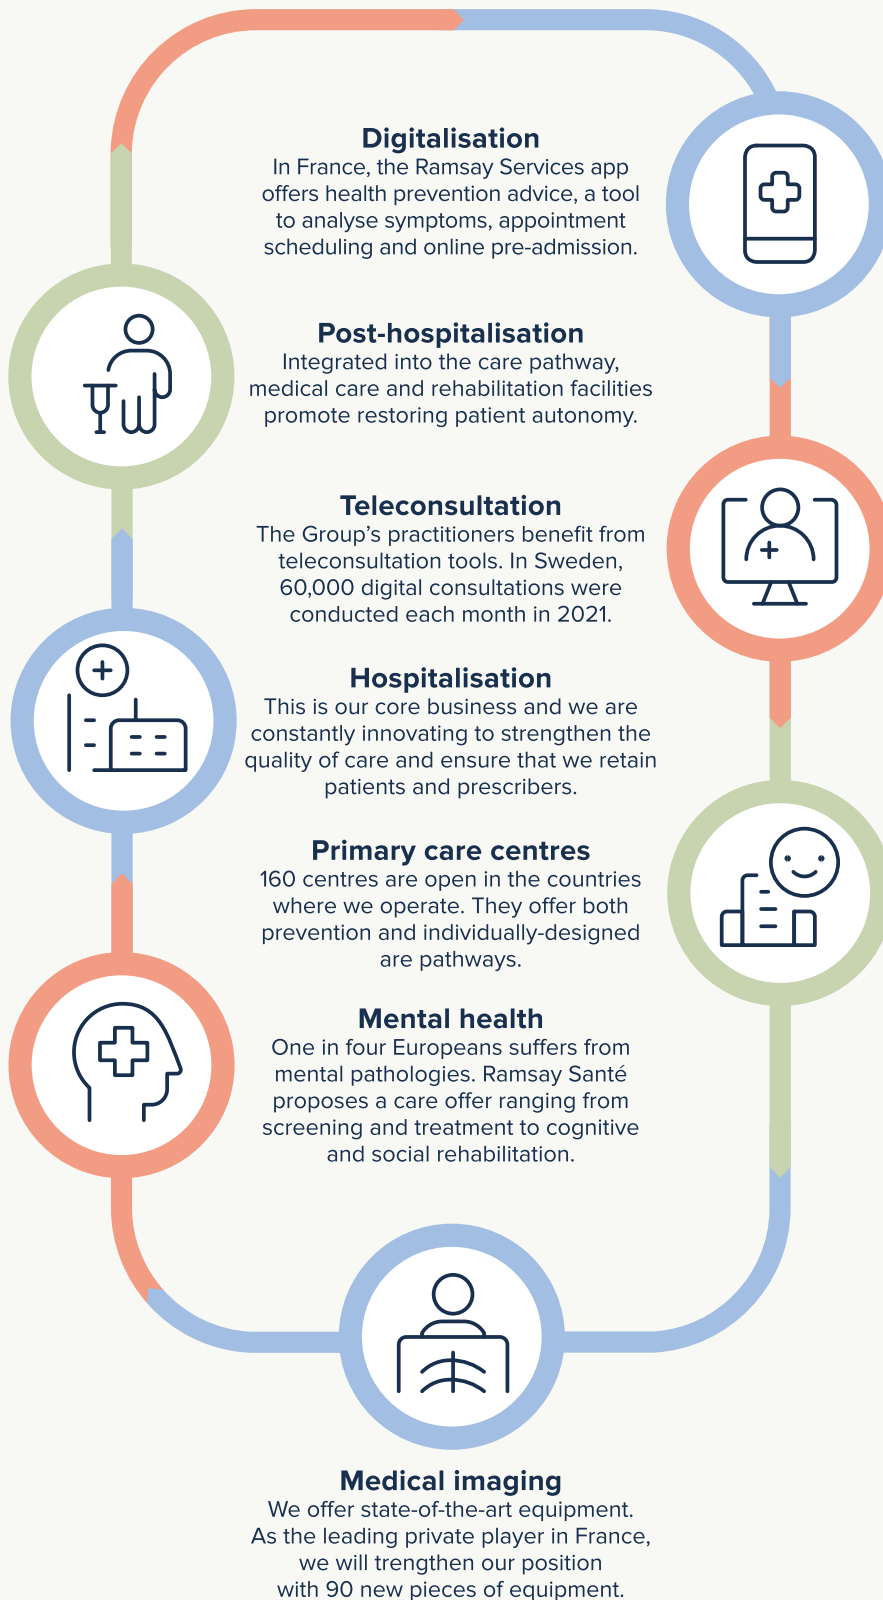 Digitalisation
In France, the Ramsay Services app
offers health prevention advice, a tool
to analyse symptoms, appointment
scheduling and online pre-admission.
Post-hospitalisation
Integrated into the care pathway,
medical care and rehabilitation facilities
promote restoring patient autonomy.
Teleconsultation
The Group’s practitioners benefit from
teleconsultation tools. In Sweden,
60,000 digital consultations were
conducted each month in 2021.
Hospitalisation
This is our core business and we are
constantly innovating to strengthen the
quality of care and ensure that we retain
patients and prescribers.
Primary care centres
160 centres are open in the countries
where we operate. They offer both
prevention and individually-designed
are pathways.
Mental health
One in four Europeans suffers from
mental pathologies. Ramsay Santé
proposes a care offer ranging from
screening and treatment to cognitive
and social rehabilitation.
Medical imaging
We offer state-of-the-art equipment.
As the leading private player in France,
we will trengthen our position
with 90 new pieces of equipment.